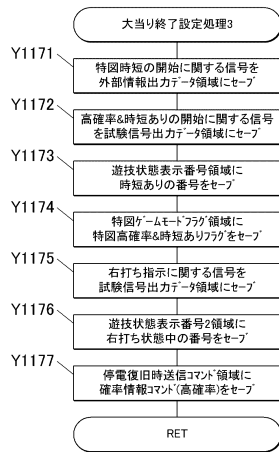 大当り終了設定処理3
Y1171
特図時短の開始に関する信号を
外部情報出力データ領域にセーブ
Y1172
高確率&時短ありの開始に関する信号
を試験信号出力データ領域にセーブ
Y1173
遊技状態表示番号領域に
時短ありの番号をセーブ
Y1174
特図ゲームモードフラグ領域に
特図高確率&時短ありフラグをセーブ
Y1175
右打ち指示に関する信号を
試験信号出力データ領域にセーブ
Y1176
遊技状態表示番号2領域に
右打ち状態中の番号をセーブ
Y1177
停電復旧時送信コマンド領域に
確率情報コマンド(高確率)をセーブ
RET